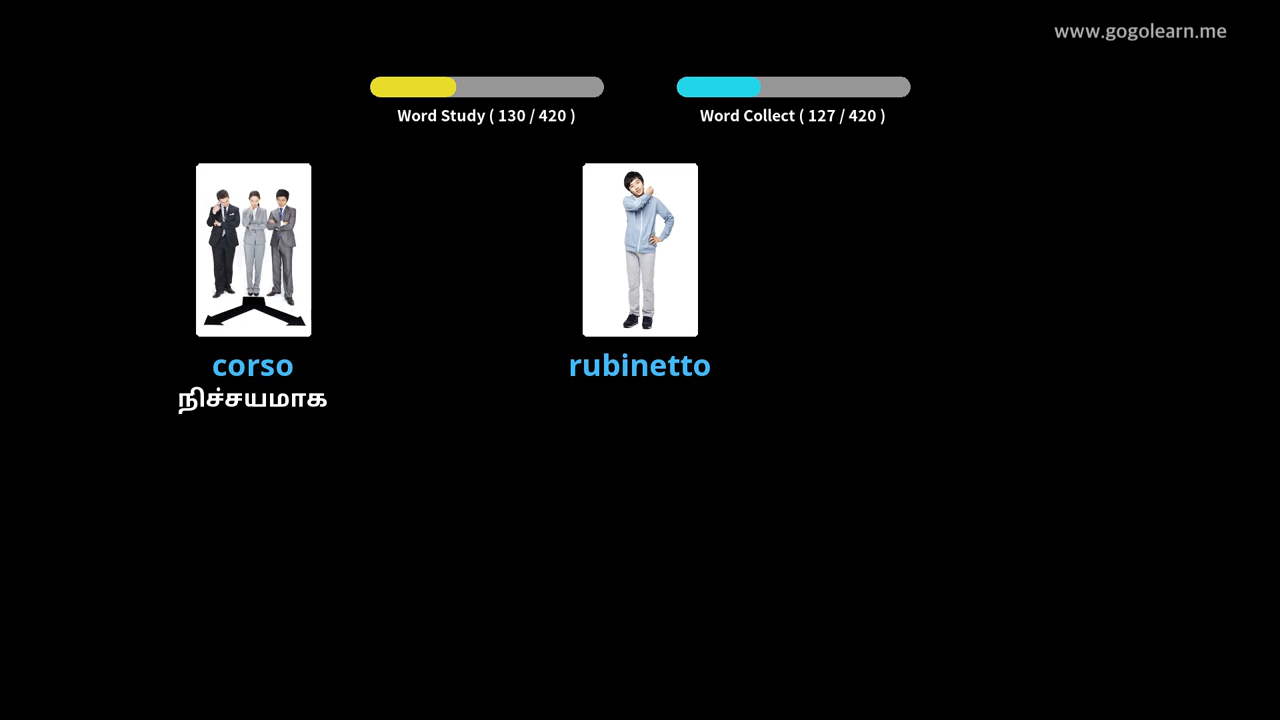 www.gogolearn.me
Word Study ( 130 / 420 )
Word Collect ( 127 / 420 )
corso
நிச்சயமாக
rubinetto